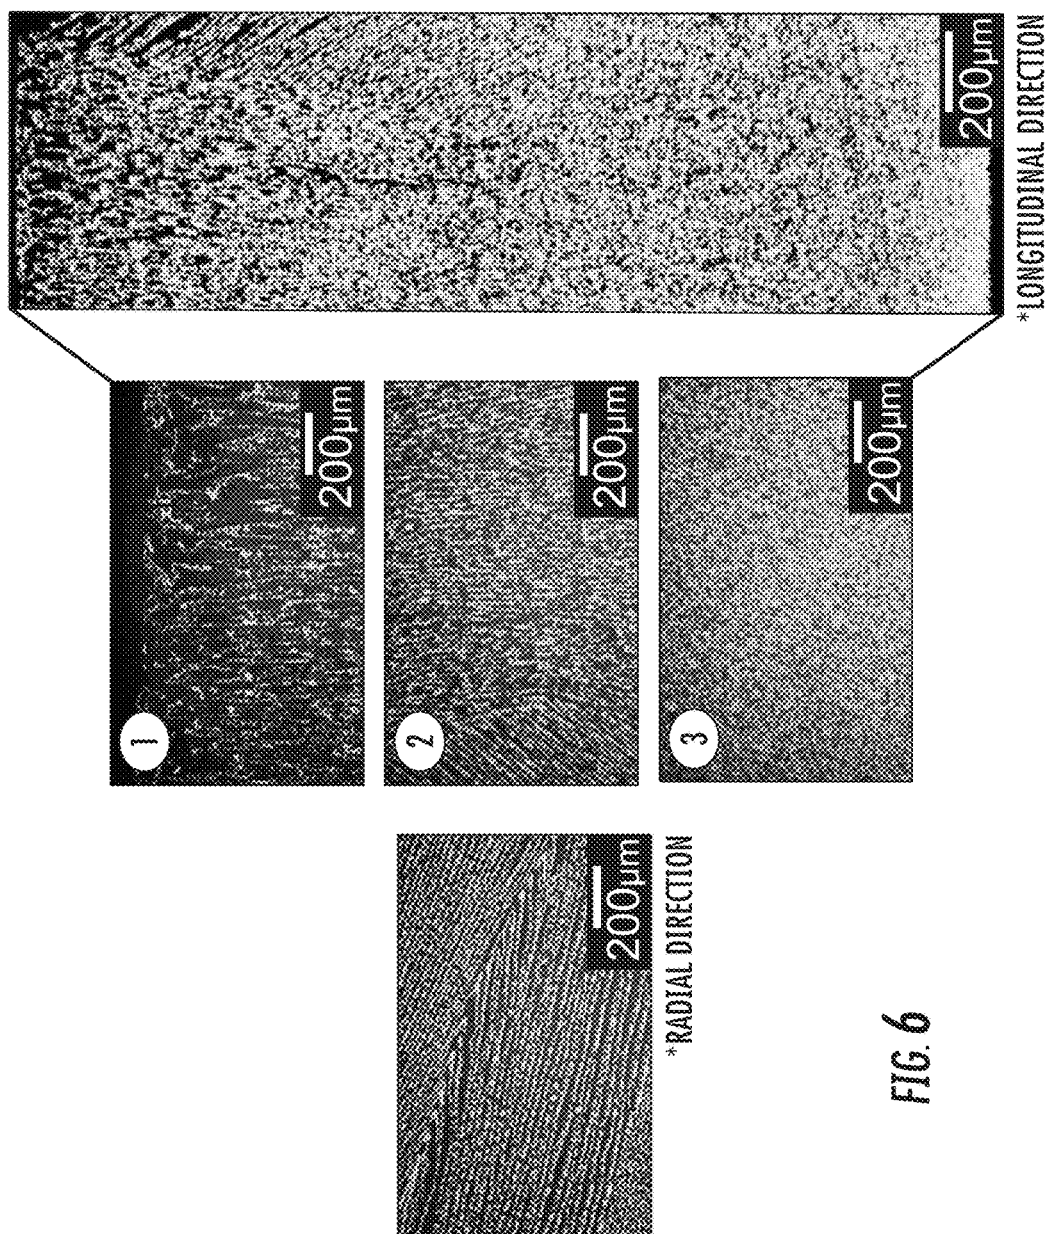 200µm
*LONGITUDINAL DIRECTION
1
200µm
2
200µm
3
200µm
200µm
*RADIAL DIRECTION
FIG. 6